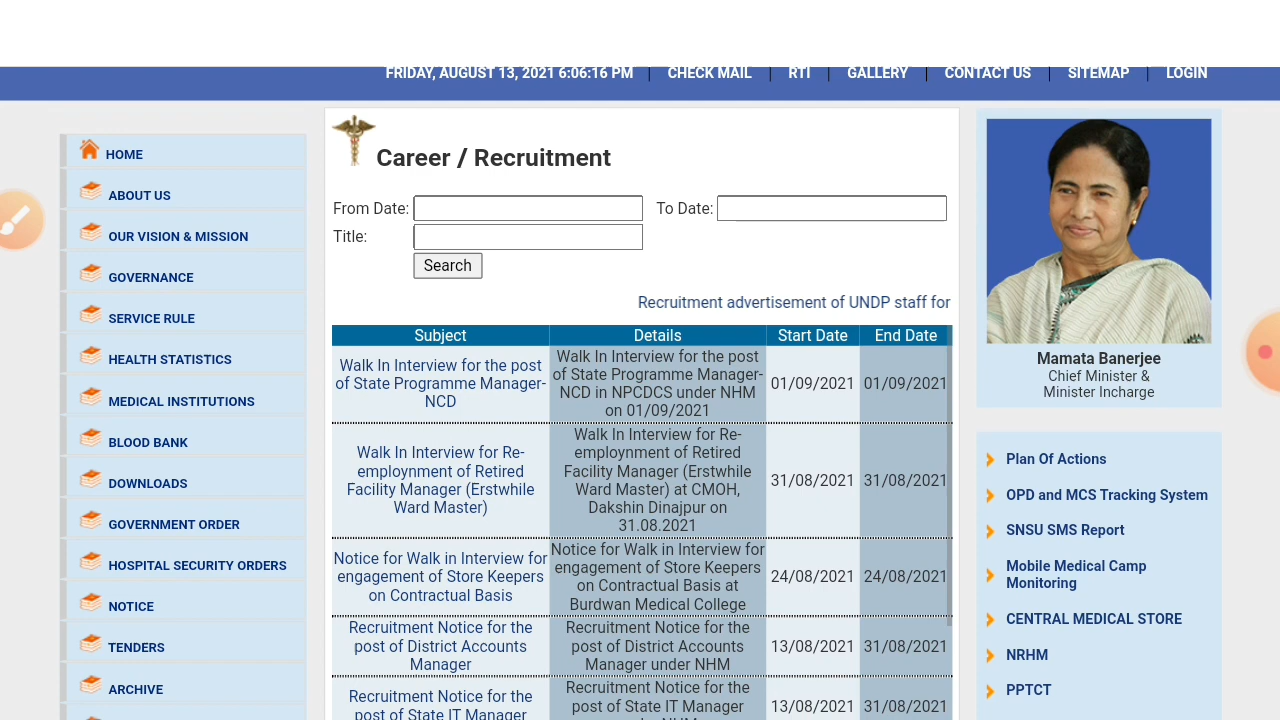 FRIDAY, AUGUST 13, 2021 6:06:16 PM | CHECK MAIL | RTI | GALLERY | CONTACT US | SITEMAP | LOGIN
HOME
ABOUT US
OUR VISION & MISSION
GOVERNANCE
SERVICE RULE
HEALTH STATISTICS
MEDICAL INSTITUTIONS
BLOOD BANK
DOWNLOADS
GOVERNMENT ORDER
HOSPITAL SECURITY ORDERS
NOTICE
TENDERS
ARCHIVE
Career / Recruitment
From Date:
To Date:
Title:
Search
Recruitment advertisement of UNDP staff for
Subject Details Start Date End Date
Walk In Interview for the post
of State Programme Manager-
NCD
Walk In Interview for the post
of State Programme Manager-
NCD in NPCDCS under NHM
on 01/09/2021
01/09/2021 01/09/2021
Walk In Interview for Re-
employnment of Retired
Facility Manager (Erstwhile
Ward Master)
Walk In Interview for Re-
employnment of Retired
Facility Manager (Erstwhile
Ward Master) at CMOH,
Dakshin Dinajpur on
31.08.2021
31/08/2021 31/08/2021
Notice for Walk in Interview for
engagement of Store Keepers
on Contractual Basis
Notice for Walk in Interview for
engagement of Store Keepers
on Contractual Basis at
Burdwan Medical College
24/08/2021 24/08/2021
Recruitment Notice for the
post of District Accounts
Manager
Recruitment Notice for the
post of District Accounts
Manager under NHM
13/08/2021 31/08/2021
Recruitment Notice for the
post of State IT Manager
Recruitment Notice for the
post of State IT Manager
under NHM
13/08/2021 31/08/2021
Mamata Banerjee
Chief Minister &
Minister Incharge
Plan Of Actions
OPD and MCS Tracking System
SNSU SMS Report
Mobile Medical Camp
Monitoring
CENTRAL MEDICAL STORE
NRHM
PPTCT